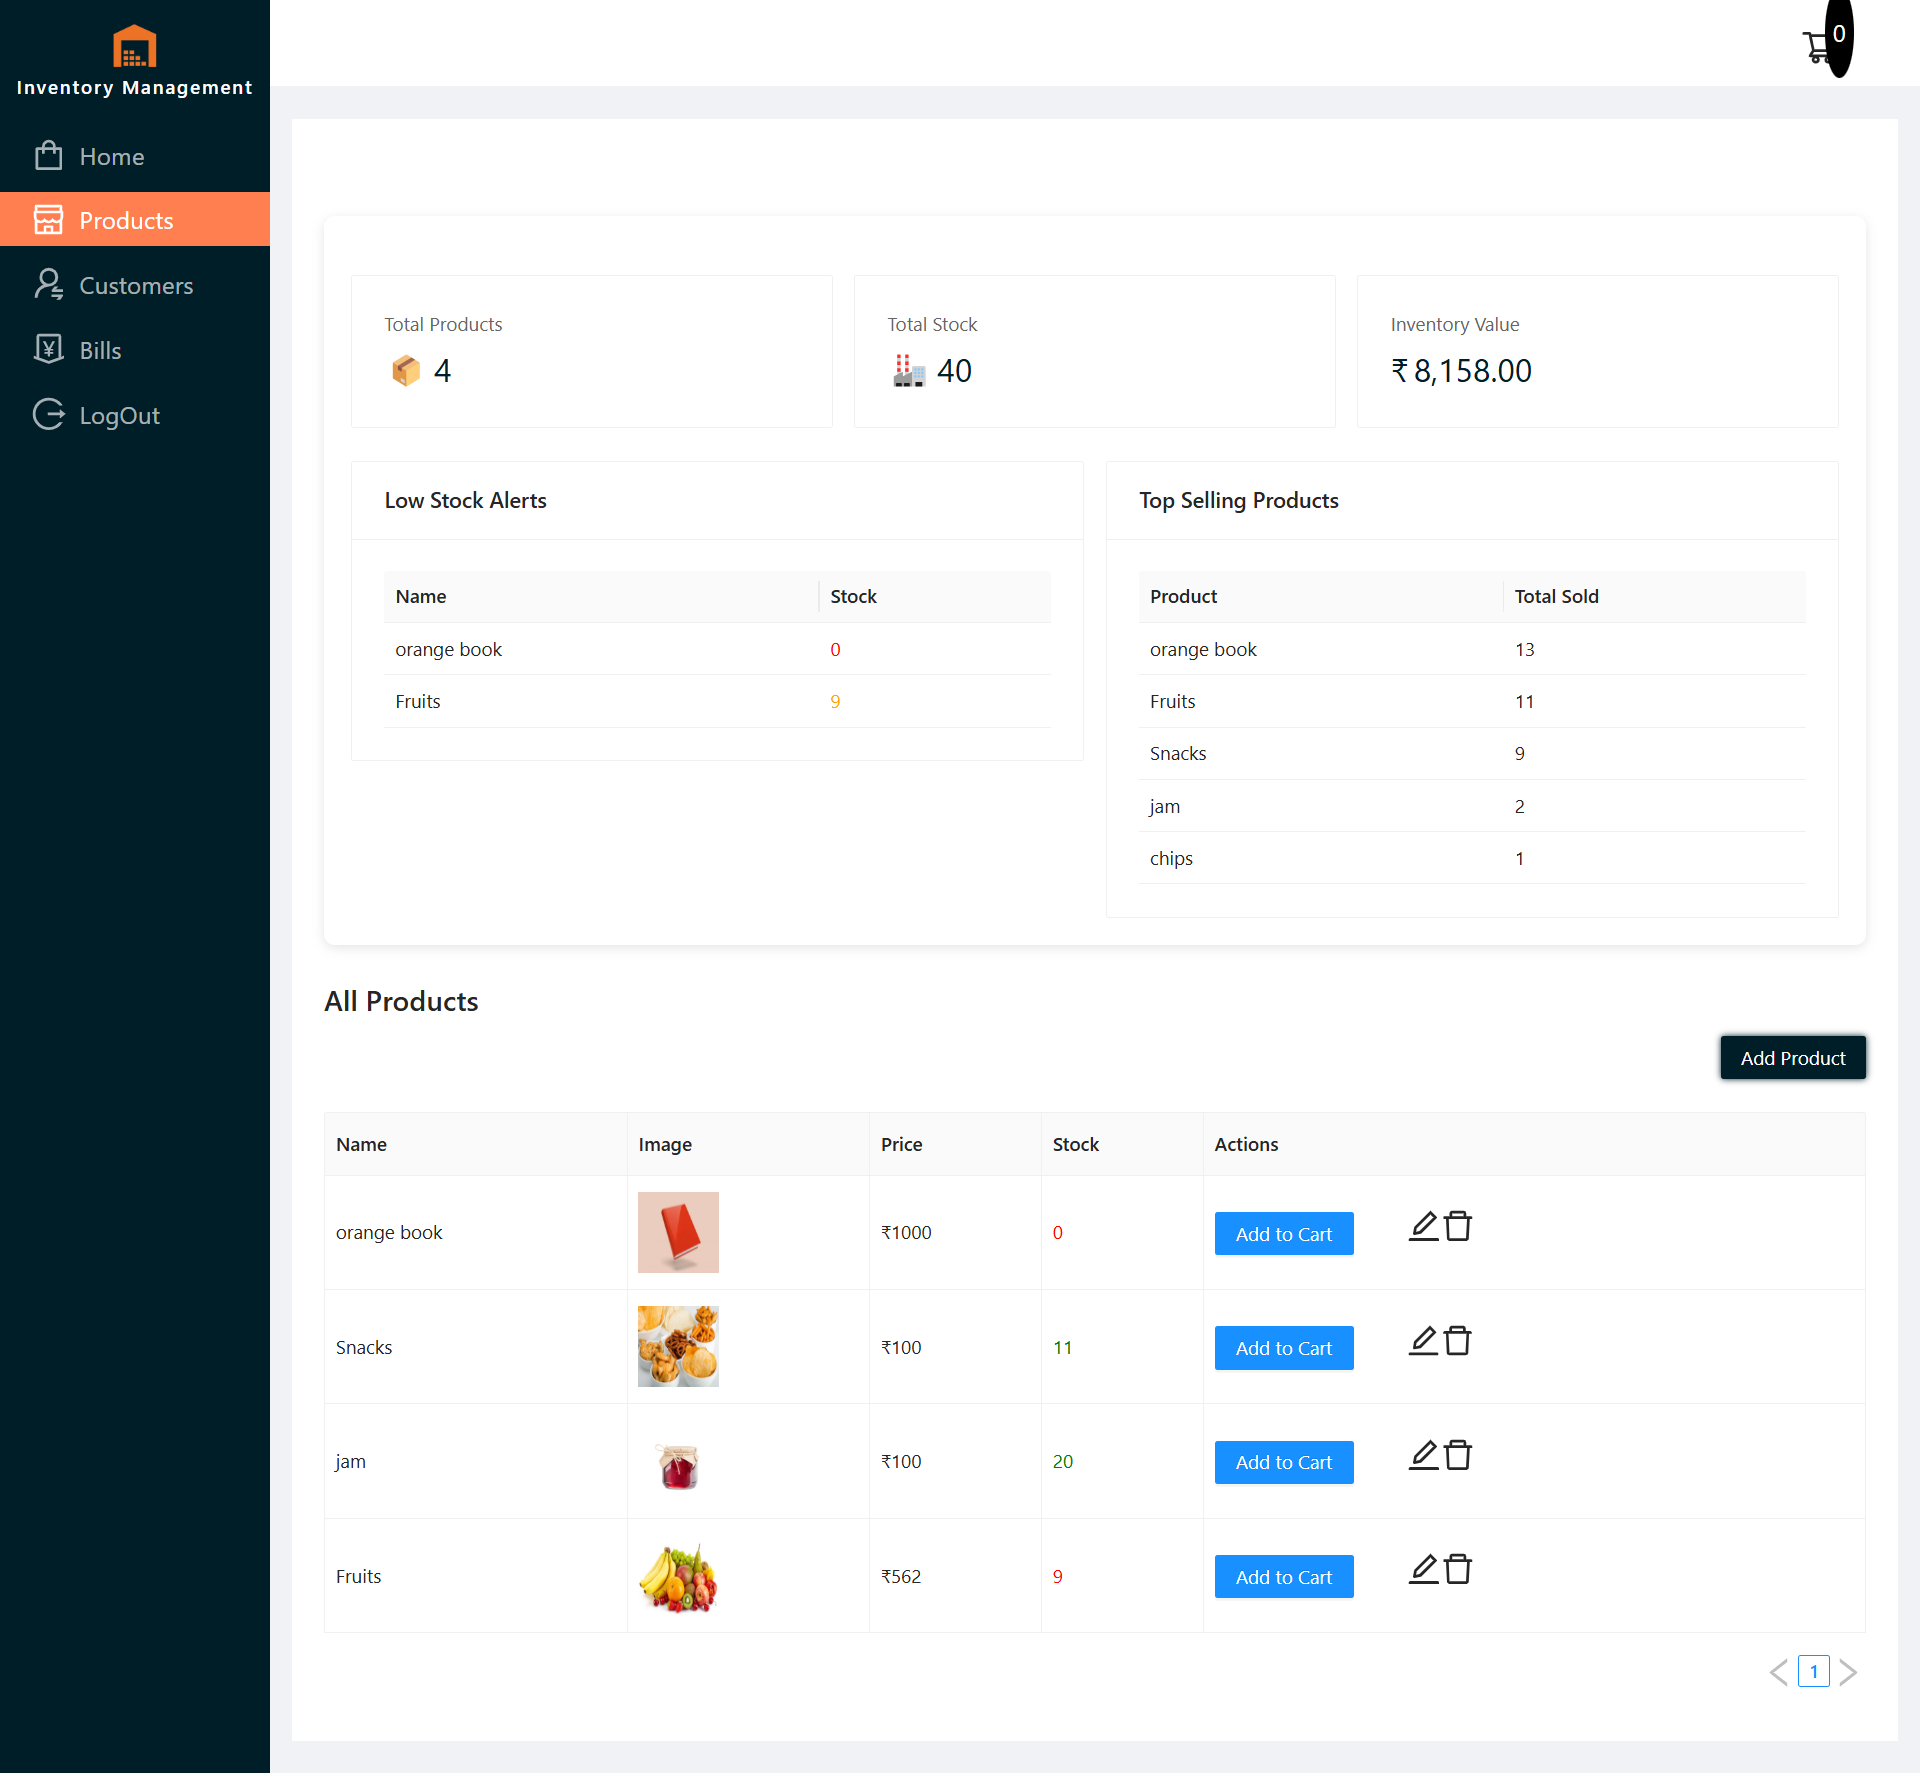 0
Inventory Management
Home
Products
Customers
Bills
LogOut
Total Products
4
Total Stock
40
Inventory Value
₹ 8,158.00
Low Stock Alerts
Name Stock
orange book 0
Fruits 9
Top Selling Products
Product Total Sold
orange book 13
Fruits 11
Snacks 9
jam 2
chips 1
All Products
Add Product
Name Image Price Stock Actions
orange book ₹1000 0 Add to Cart
Snacks ₹100 11 Add to Cart
jam ₹100 20 Add to Cart
Fruits ₹562 9 Add to Cart
1